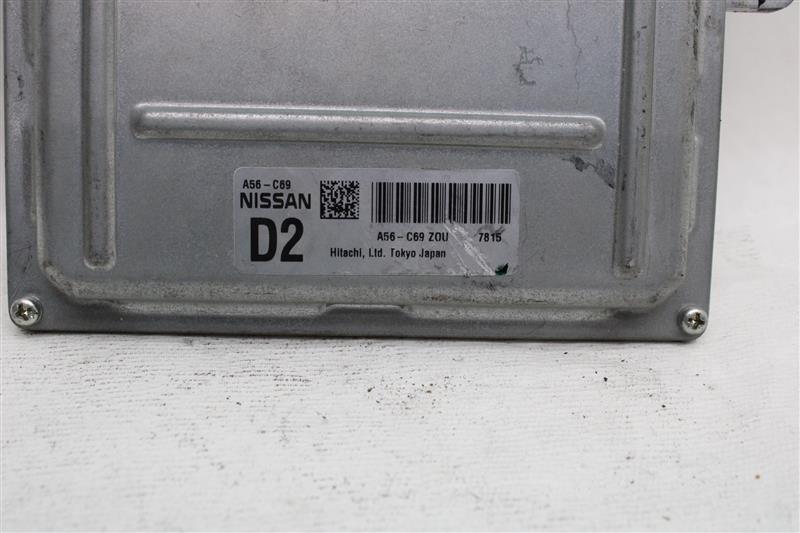 A56-C69
NISSAN
D2
A56-C69 ZOU 7815
Hitachi, Ltd. Tokyo Japan